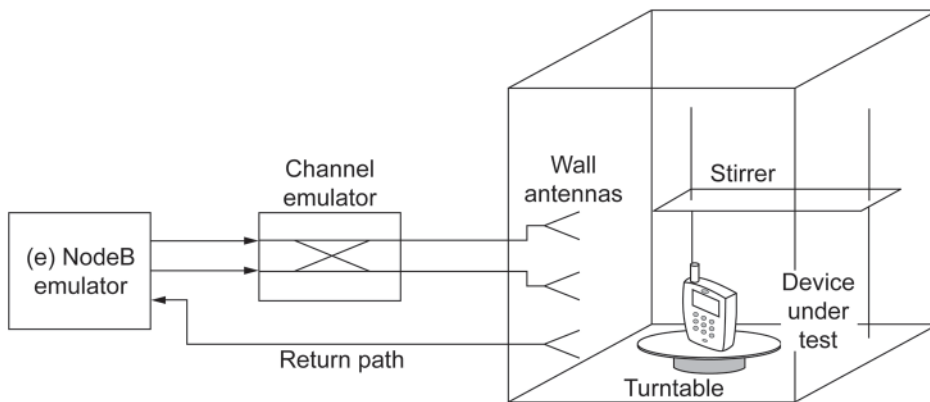 Channel
emulator
(e) NodeB
emulator
Return path
Wall
antennas
Stirrer
Device
under
test
Turntable